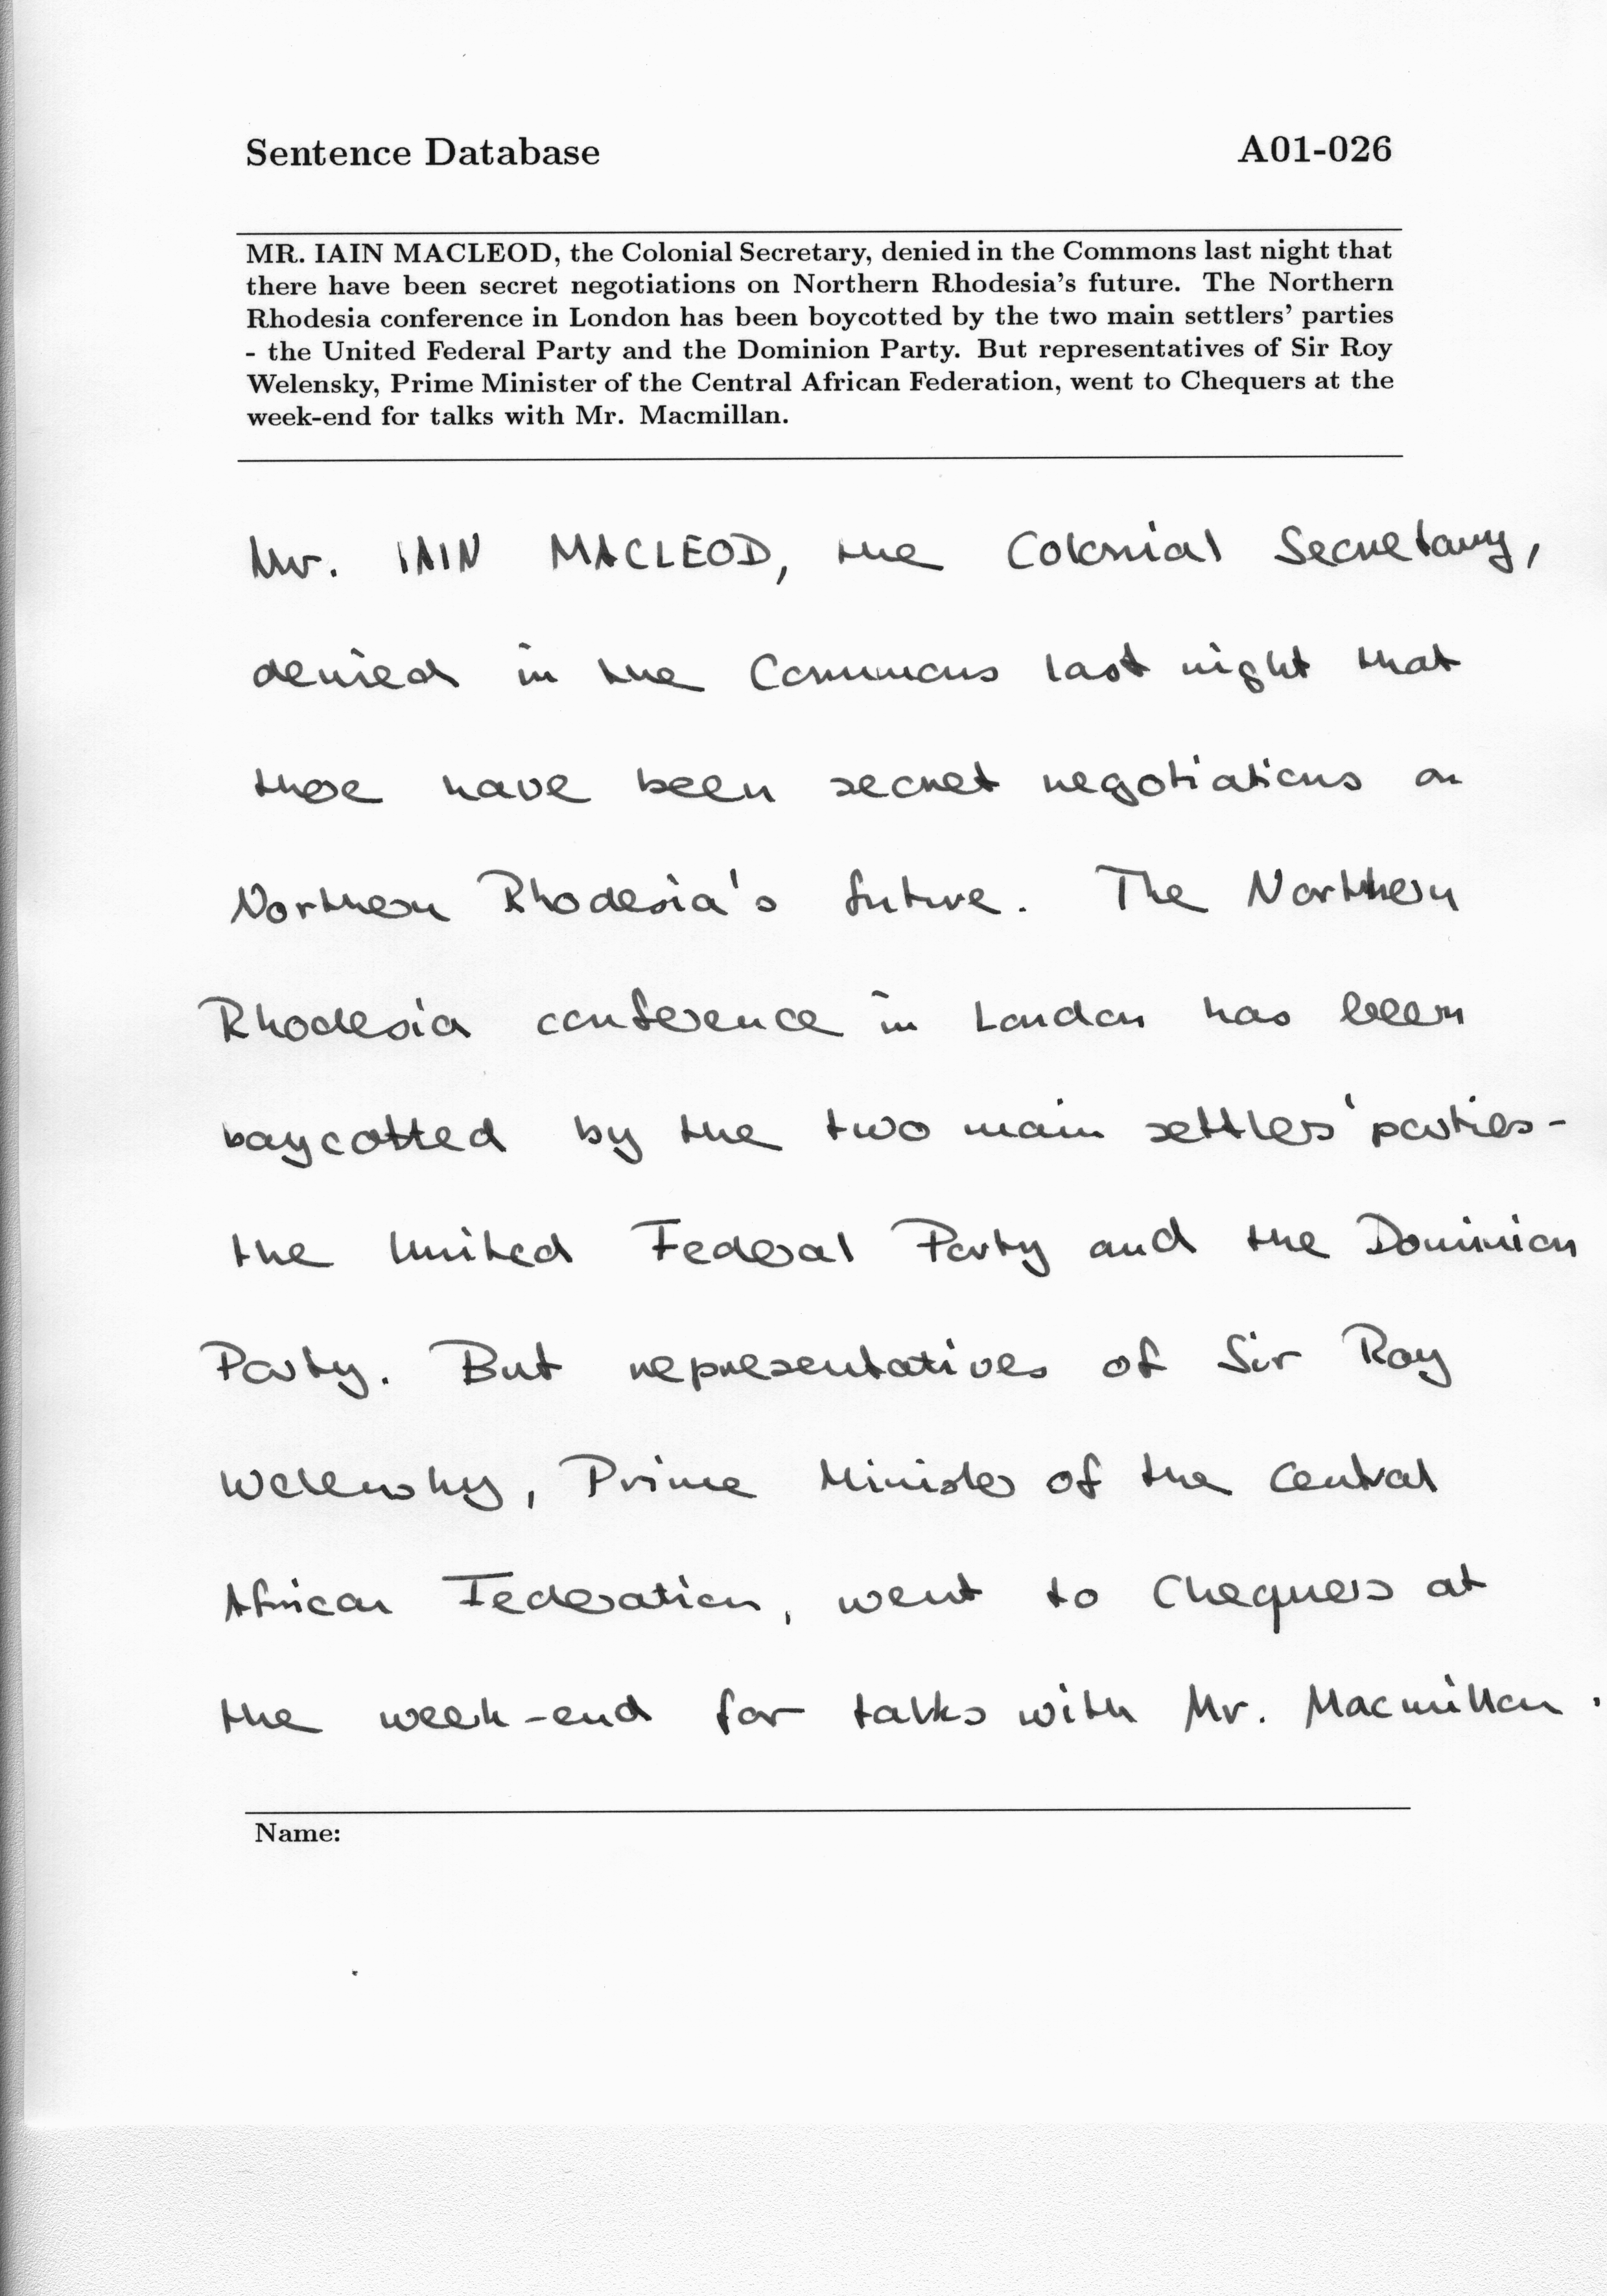 Sentence Database A01-026
MR. IAIN MACLEOD, the Colonial Secretary, denied in the Commons last night that
there have been secret negotiations on Northern Rhodesia's future. The Northern
Rhodesia conference in London has been boycotted by the two main settlers' parties
- the United Federal Party and the Dominion Party. But representatives of Sir Roy
Welensky, Prime Minister of the Central African Federation, went to Chequers at the
week-end for talks with Mr. Macmillan.
Mr. IAIN MACLEOD, the Colonial Secretary,
denied in the Commons last night that
there have been secret negotiations on
Northern Rhodesia's future. The Northern
Rhodesia conference in London has been
boycotted by the two main settlers' parties -
the United Federal Party and the Dominion
Party. But representatives of Sir Roy
Welensky, Prime Minister of the Central
African Federation, went to Chequers at
the week-end for talks with Mr. Macmillan.
Name: